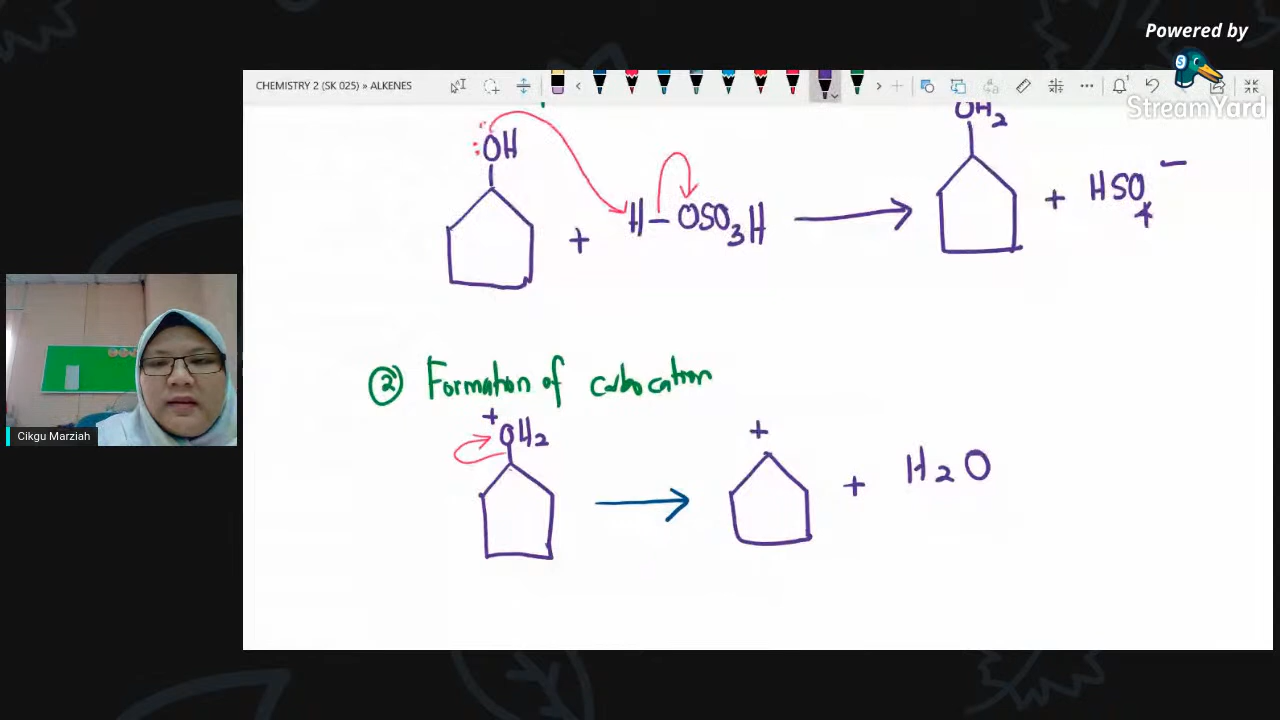 Powered by
StreamYard
CHEMISTRY 2 (SK 025) » ALKENES
OH
OH2
H - OSO3H
+
+
HSO4 -
② Formation of carbocation
+
OH2
+
+
H2O
Cikgu Marziah